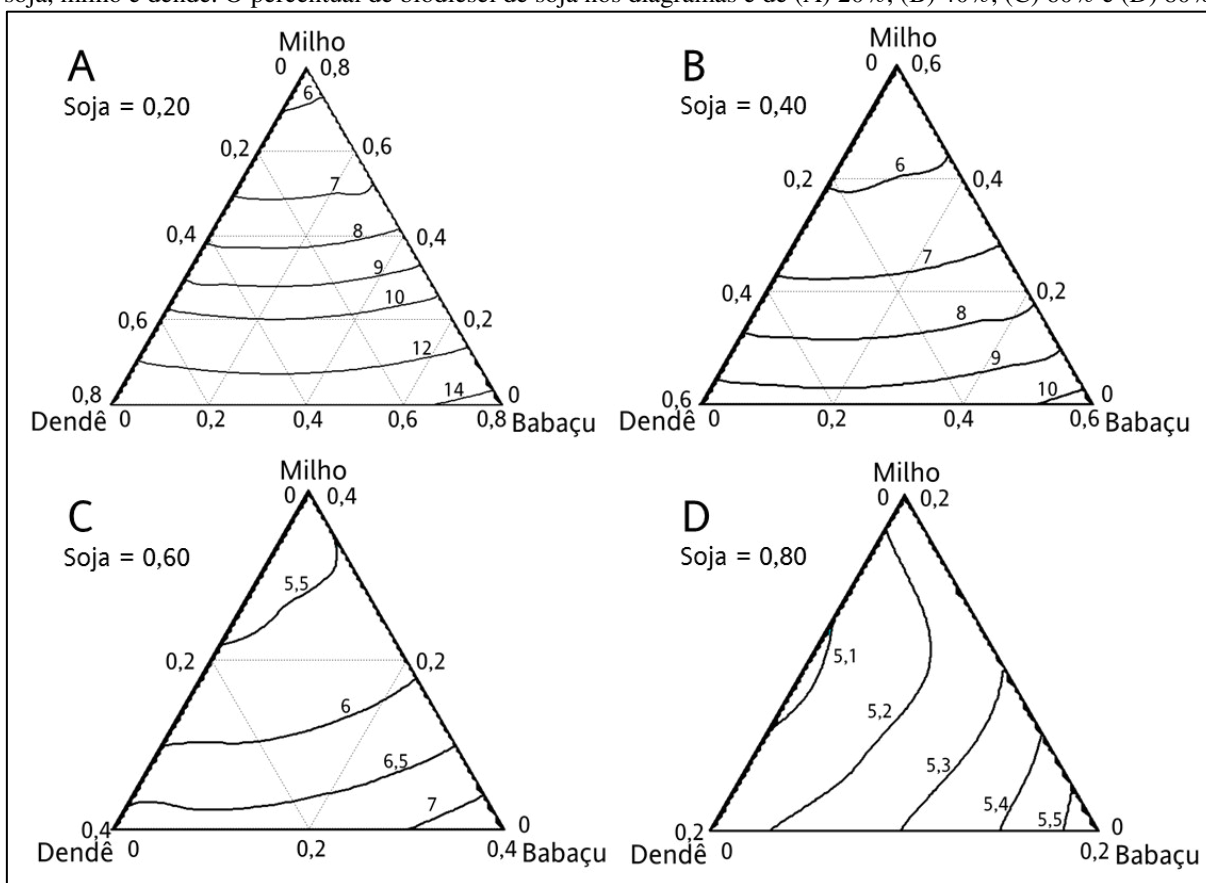 soja, milho e dendê. O percentual de biodiesel de soja nos diagramas é de (A) 20%, (B) 40%, (C) 60% e (D) 80%
A
Soja = 0,20
Milho
0 0,8
6
0,2 0,6
7
0,4 8 0,4
9
10
0,6 0,2
12
0,8 14 0
Dendê 0 0,2 0,4 0,6 0,8 Babaçu
B
Soja = 0,40
Milho
0 0,6
6
0,2 0,4
7
0,4 0,2
8
9
0,6 10 0
Dendê 0 0,2 0,4 0,6 Babaçu
C
Soja = 0,60
Milho
0 0,4
5,5
0,2 0,2
6
6,5
7
0,4 0
Dendê 0 0,2 0,4 Babaçu
D
Soja = 0,80
Milho
0 0,2
5,1
5,2
5,3
5,4
5,5
0,2 0
Dendê 0 0,2 Babaçu